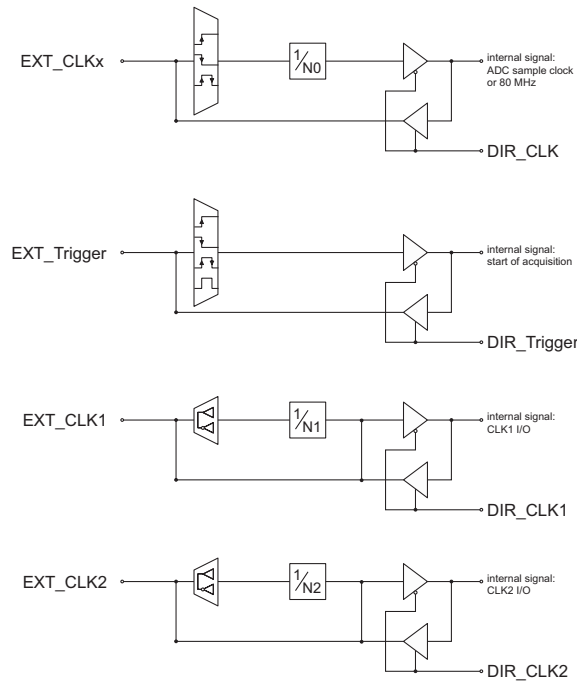 EXT_CLKx
1/N0
internal signal:
ADC sample clock
or 80 MHz
DIR_CLK
EXT_Trigger
internal signal:
start of acquisition
DIR_Trigger
EXT_CLK1
1/N1
internal signal:
CLK1 I/O
DIR_CLK1
EXT_CLK2
1/N2
internal signal:
CLK2 I/O
DIR_CLK2